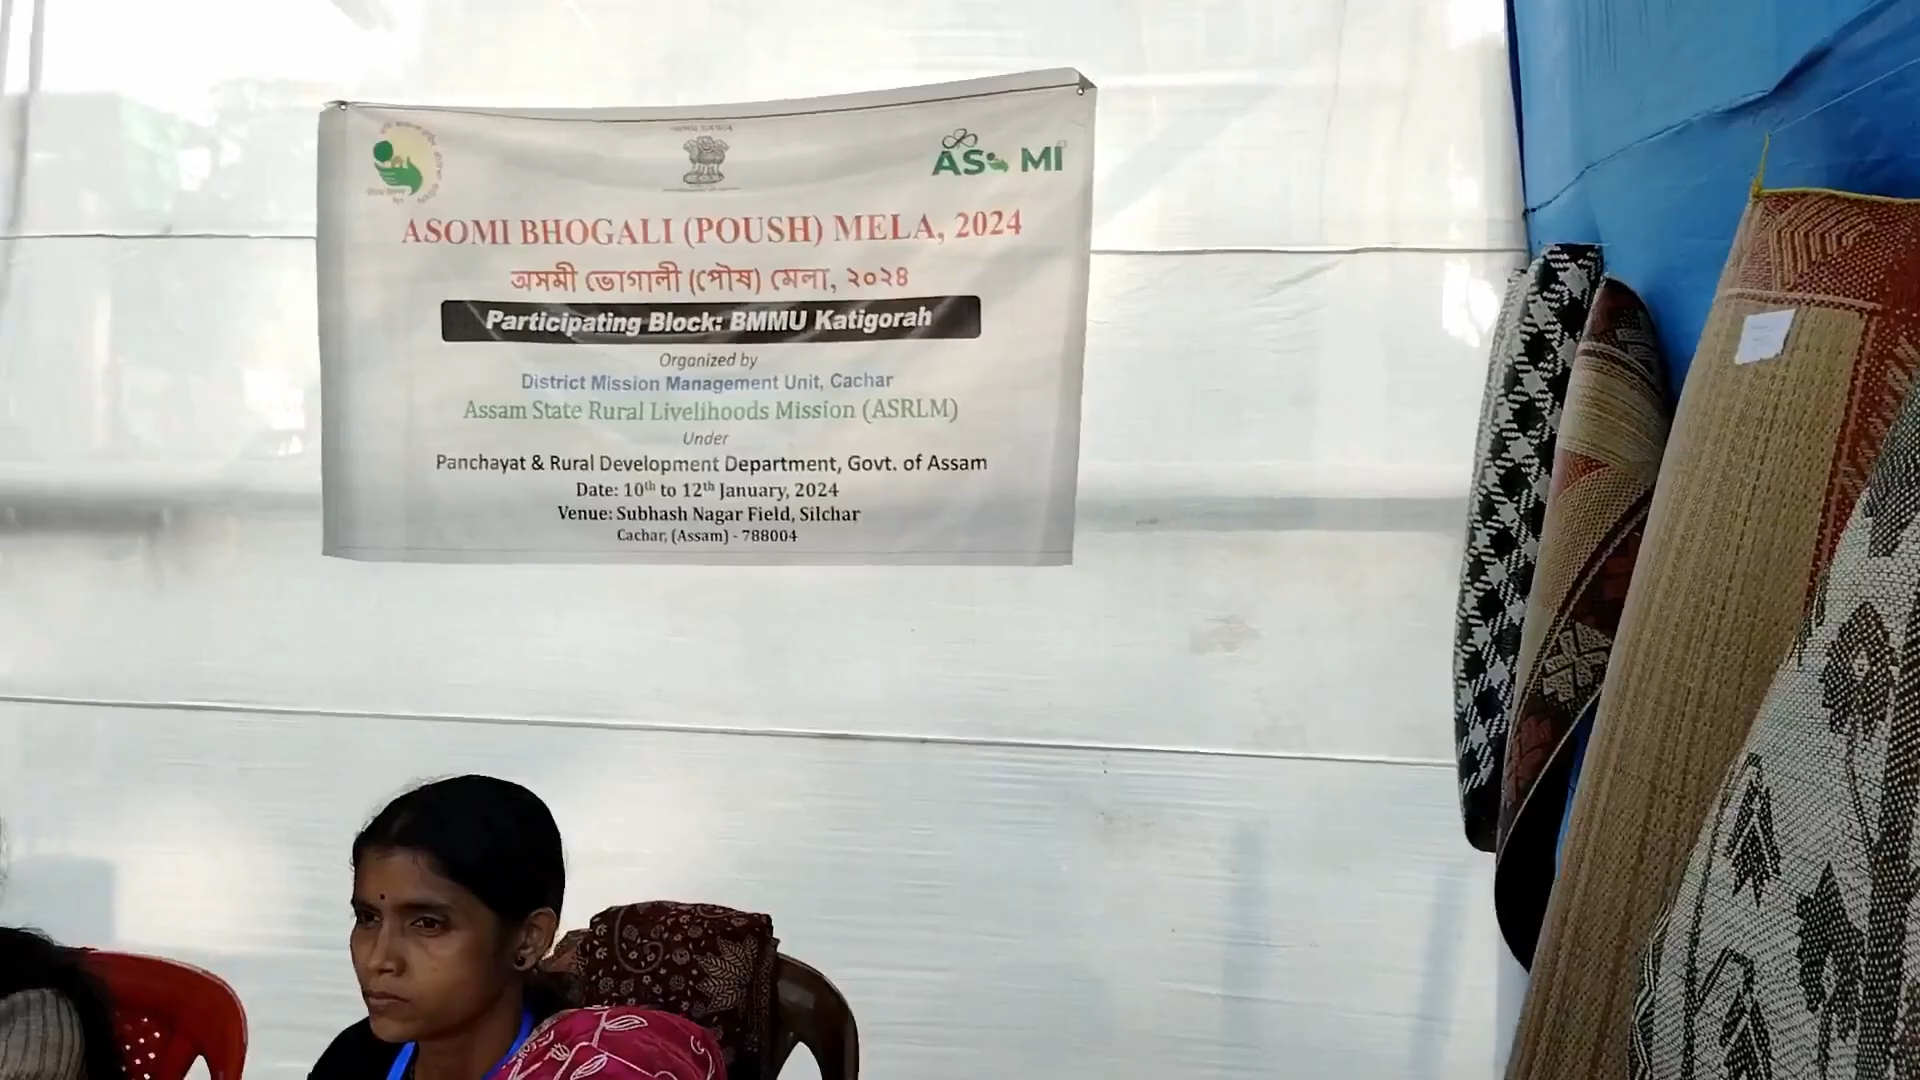 ASOMI
ASOMI BHOGALI (POUSH) MELA, 2024
অসমী ভোগালী (পৌষ) মেলা, ২০২৪
Participating Block: BMMU Katigorah
Organized by
District Mission Management Unit, Cachar
Assam State Rural Livelihoods Mission (ASRLM)
Under
Panchayat & Rural Development Department, Govt. of Assam
Date: 10th to 12th January, 2024
Venue: Subhash Nagar Field, Silchar
Cachar, (Assam) - 788004